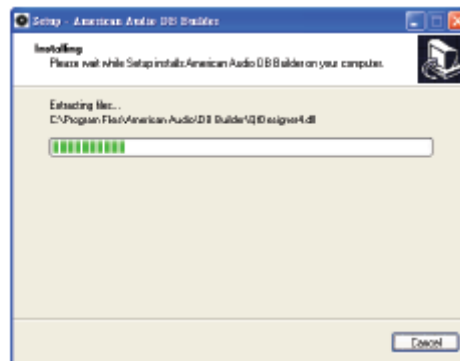 Setup - American Audio DB Builder
Installing
Please wait while Setup installs American Audio DB Builder on your computer.
Extracting files...
C:\Program Files\American Audio\DB Builder\QtDesigner4.dll
Cancel